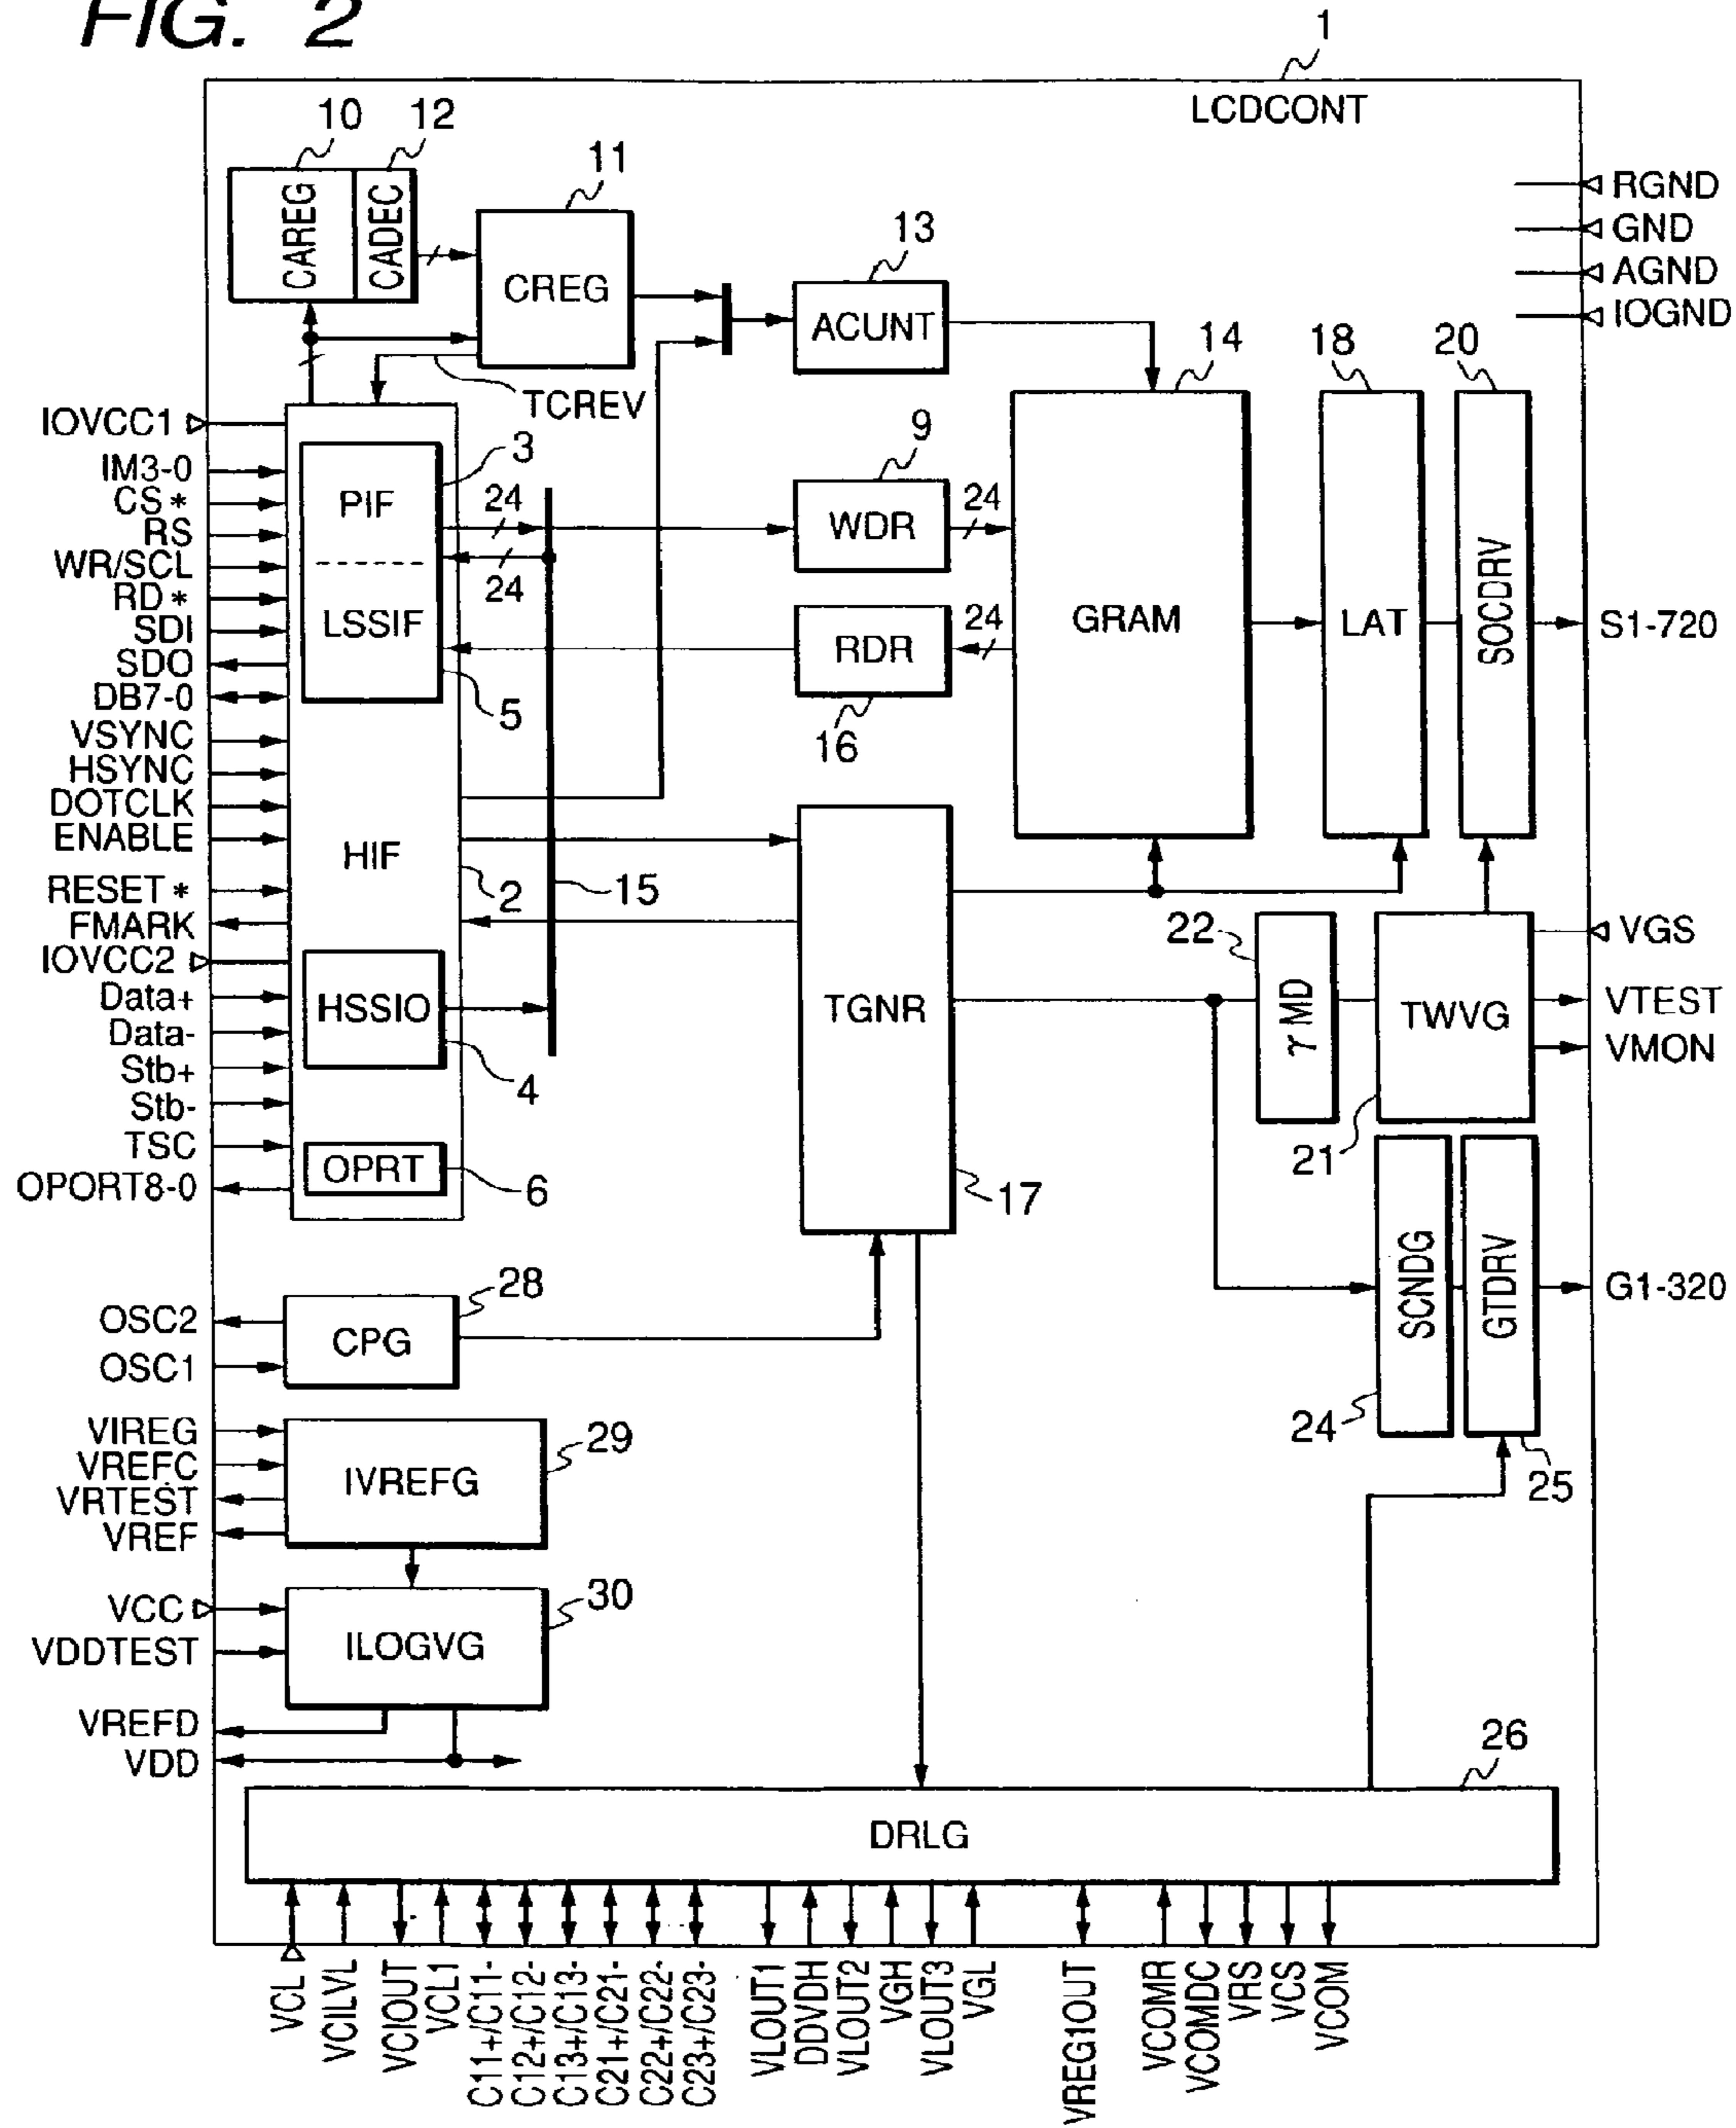 FIG. 2
1
LCDCONT
10
12
11
13
CAREG
CADEC
CREG
ACUNT
RGND
GND
AGND
IOGND
TCREV
14
18
20
IOVCC1
IM3-0
CS*
RS
WR/SCL
RD*
SDI
SDO
DB7-0
VSYNC
HSYNC
DOTCLK
ENABLE
RESET*
FMARK
IOVCC2
Data+
Data-
Stb+
Stb-
TSC
OPORT8-0
3
PIF
LSSIF
5
24
24
HIF
2
15
HSSIO
4
OPRT
6
9
WDR
24
RDR
24
16
GRAM
LAT
SOCDRV
S1-720
TGNR
17
22
γMD
TWVG
21
VGS
VTEST
VMON
SCNDG
GTDRV
24
25
G1-320
OSC2
OSC1
CPG
28
VIREG
VREFC
VRTEST
VREF
IVREFG
29
VCC
VDDTEST
ILOGVG
30
VREFD
VDD
26
DRLG
VCL
VCILVL
VCIOUT
VCL1
C11+/C11-
C12+/C12-
C13+/C13-
C21+/C21-
C22+/C22-
C23+/C23-
VLOUT1
DDVDH
VLOUT2
VGH
VLOUT3
VGL
VREG1OUT
VCOMR
VCOMDC
VRS
VCS
VCOM